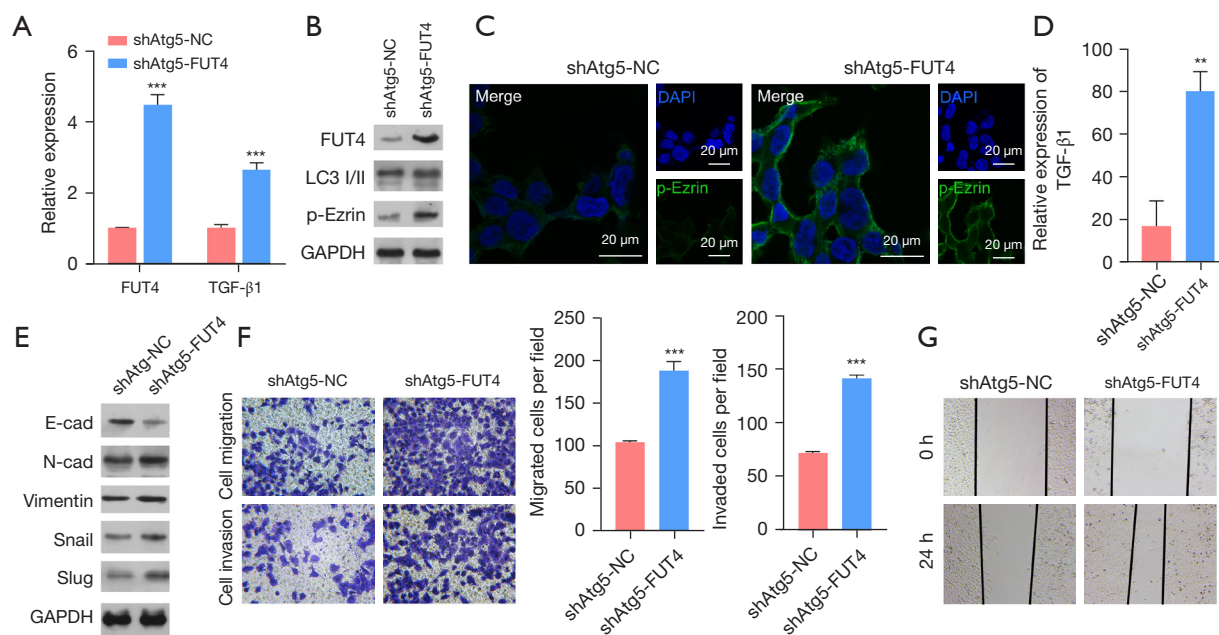 A
shAtg5-NC
shAtg5-FUT4
Relative expression
6
4
2
0
***
***
FUT4
TGF-β1
B
shAtg5-NC
shAtg5-FUT4
FUT4
LC3 I/II
p-Ezrin
GAPDH
C
shAtg5-NC
shAtg5-FUT4
Merge
20 μm
DAPI
20 μm
p-Ezrin
20 μm
Merge
20 μm
DAPI
20 μm
p-Ezrin
20 μm
D
Relative expression of
TGF-β1
100
80
60
40
20
0
**
shAtg5-NC
shAtg5-FUT4
E
shAtg-NC
shAtg5-FUT4
E-cad
N-cad
Vimentin
Snail
Slug
GAPDH
F
shAtg5-NC
shAtg5-FUT4
Cell migration
Cell invasion
Migrated cells per field
250
200
150
100
50
0
***
shAtg5-NC
shAtg5-FUT4
Invaded cells per field
200
150
100
50
0
***
shAtg5-NC
shAtg5-FUT4
G
shAtg5-NC
shAtg5-FUT4
0 h
24 h